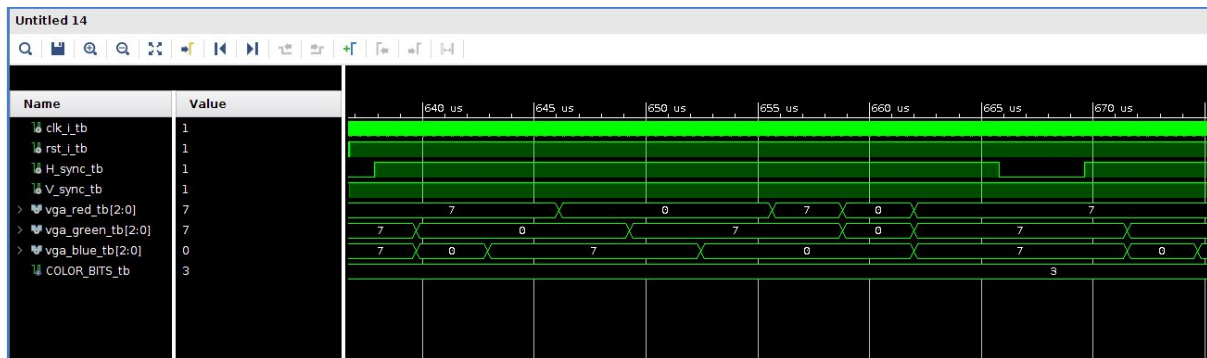 Untitled 14
Name Value
640 us 645 us 650 us 655 us 660 us 665 us 670 us
clk_i_tb 1
rst_i_tb 1
H_sync_tb 1
V_sync_tb 1
vga_red_tb[2:0] 7 7 0 7 0 7
vga_green_tb[2:0] 7 7 0 7 0 7
vga_blue_tb[2:0] 0 7 0 7 0 7 0
COLOR_BITS_tb 3 3